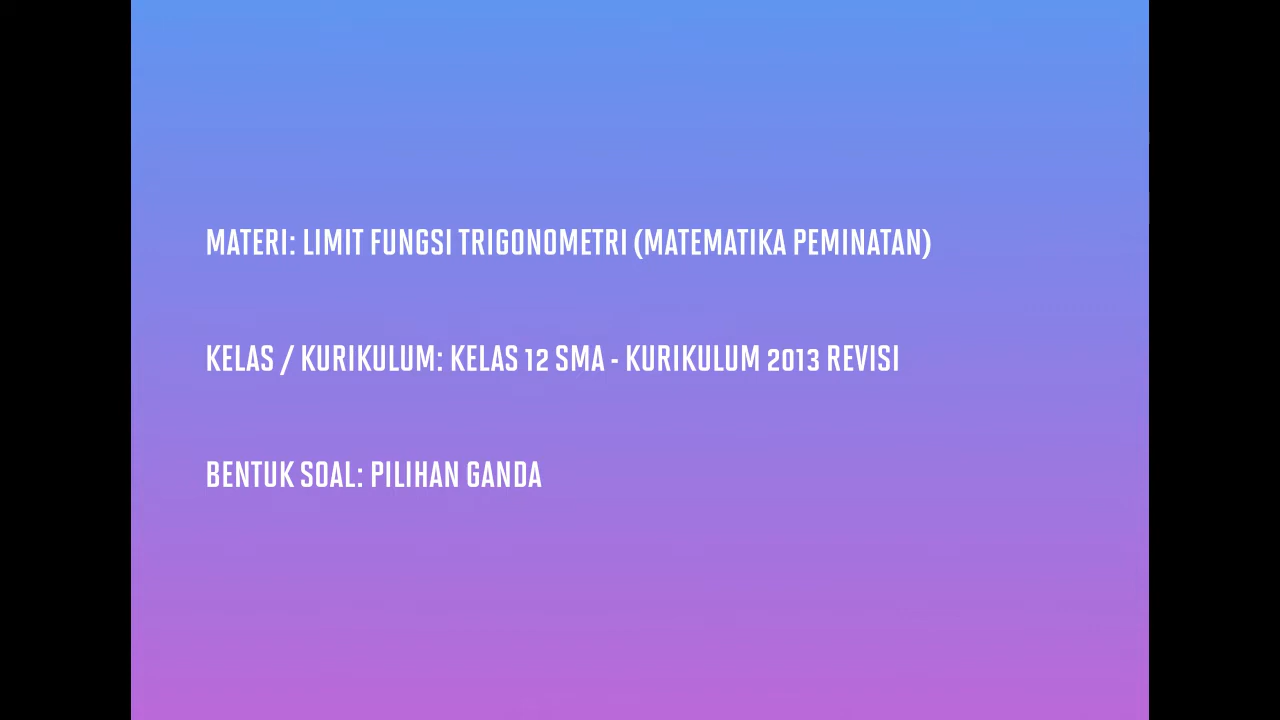 MATERI: LIMIT FUNGSI TRIGONOMETRI (MATEMATIKA PEMINATAN)
KELAS / KURIKULUM: KELAS 12 SMA - KURIKULUM 2013 REVISI
BENTUK SOAL: PILIHAN GANDA